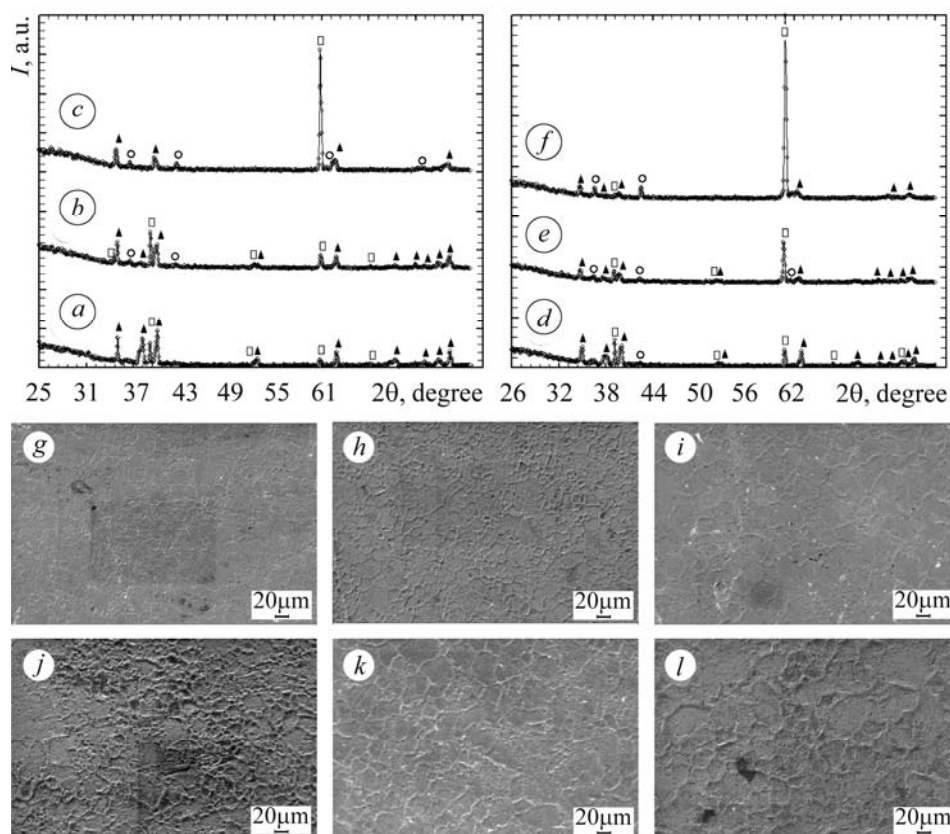 I, a.u.
c
b
a
25 31 37 43 49 55 61 2θ, degree
f
e
d
26 32 38 44 50 56 62 2θ, degree
g
20μm
h
20μm
i
20μm
j
20μm
k
20μm
l
20μm